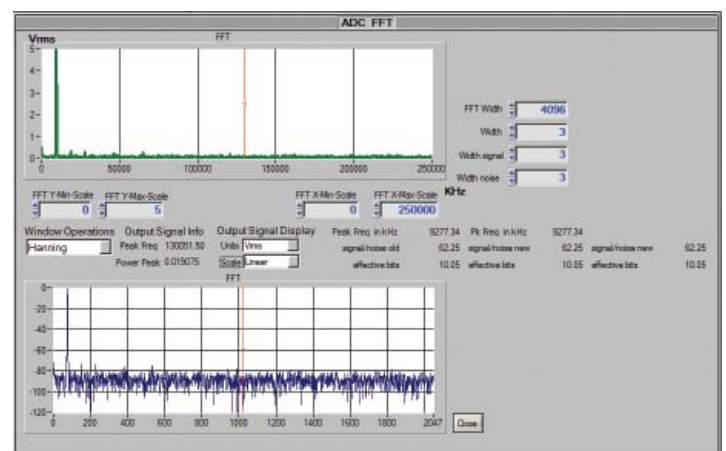 ADC FFT
Vrms
FFT
5-
4-
3-
2-
1-
0-
0 50000 100000 150000 200000 250000
KHz
FFT Width 4096
Width 3
Width signal 3
Width noise 3
FFT Y-Min-Scale FFT Y-Max-Scale FFT X-Min-Scale FFT X-Max-Scale
0 5 0 250000
Window Operations Output Signal Info Output Signal Display Peak Freq in kHz 9277.34 Pk Freq in kHz 9277.34
Hanning Peak Freq 130051.50 Units Vrms signal/noise old 62.25 signal/noise new 62.25 signal/noise new 62.25
Power Peak 0.019075 Scale Linear effective bits 10.05 effective bits 10.05 effective bits 10.05
FFT
0-
-20-
-40-
-60-
-80-
-100-
-120-
0 200 400 600 800 1000 1200 1400 1600 1800 2047
Close